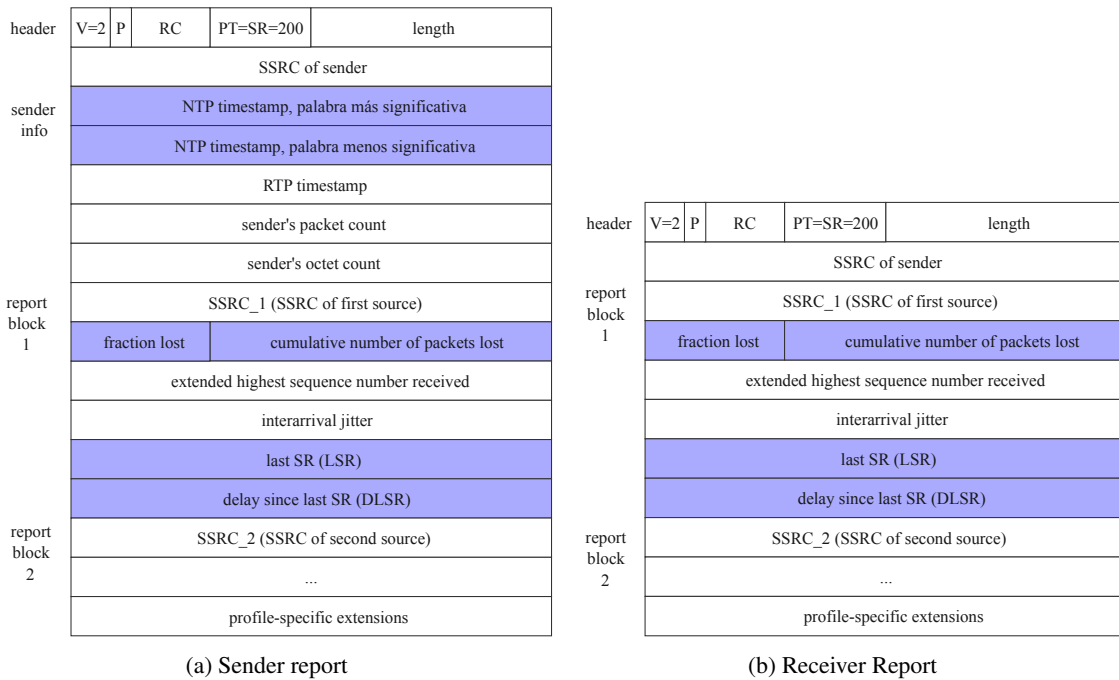 header V=2 P RC PT=SR=200 length
SSRC of sender
sender
info
NTP timestamp, palabra más significativa
NTP timestamp, palabra menos significativa
RTP timestamp
sender's packet count
sender's octet count
report
block
1
SSRC_1 (SSRC of first source)
fraction lost cumulative number of packets lost
extended highest sequence number received
interarrival jitter
last SR (LSR)
delay since last SR (DLSR)
report
block
2
SSRC_2 (SSRC of second source)
...
profile-specific extensions
(a) Sender report
header V=2 P RC PT=SR=200 length
SSRC of sender
report
block
1
SSRC_1 (SSRC of first source)
fraction lost cumulative number of packets lost
extended highest sequence number received
interarrival jitter
last SR (LSR)
delay since last SR (DLSR)
report
block
2
SSRC_2 (SSRC of second source)
...
profile-specific extensions
(b) Receiver Report